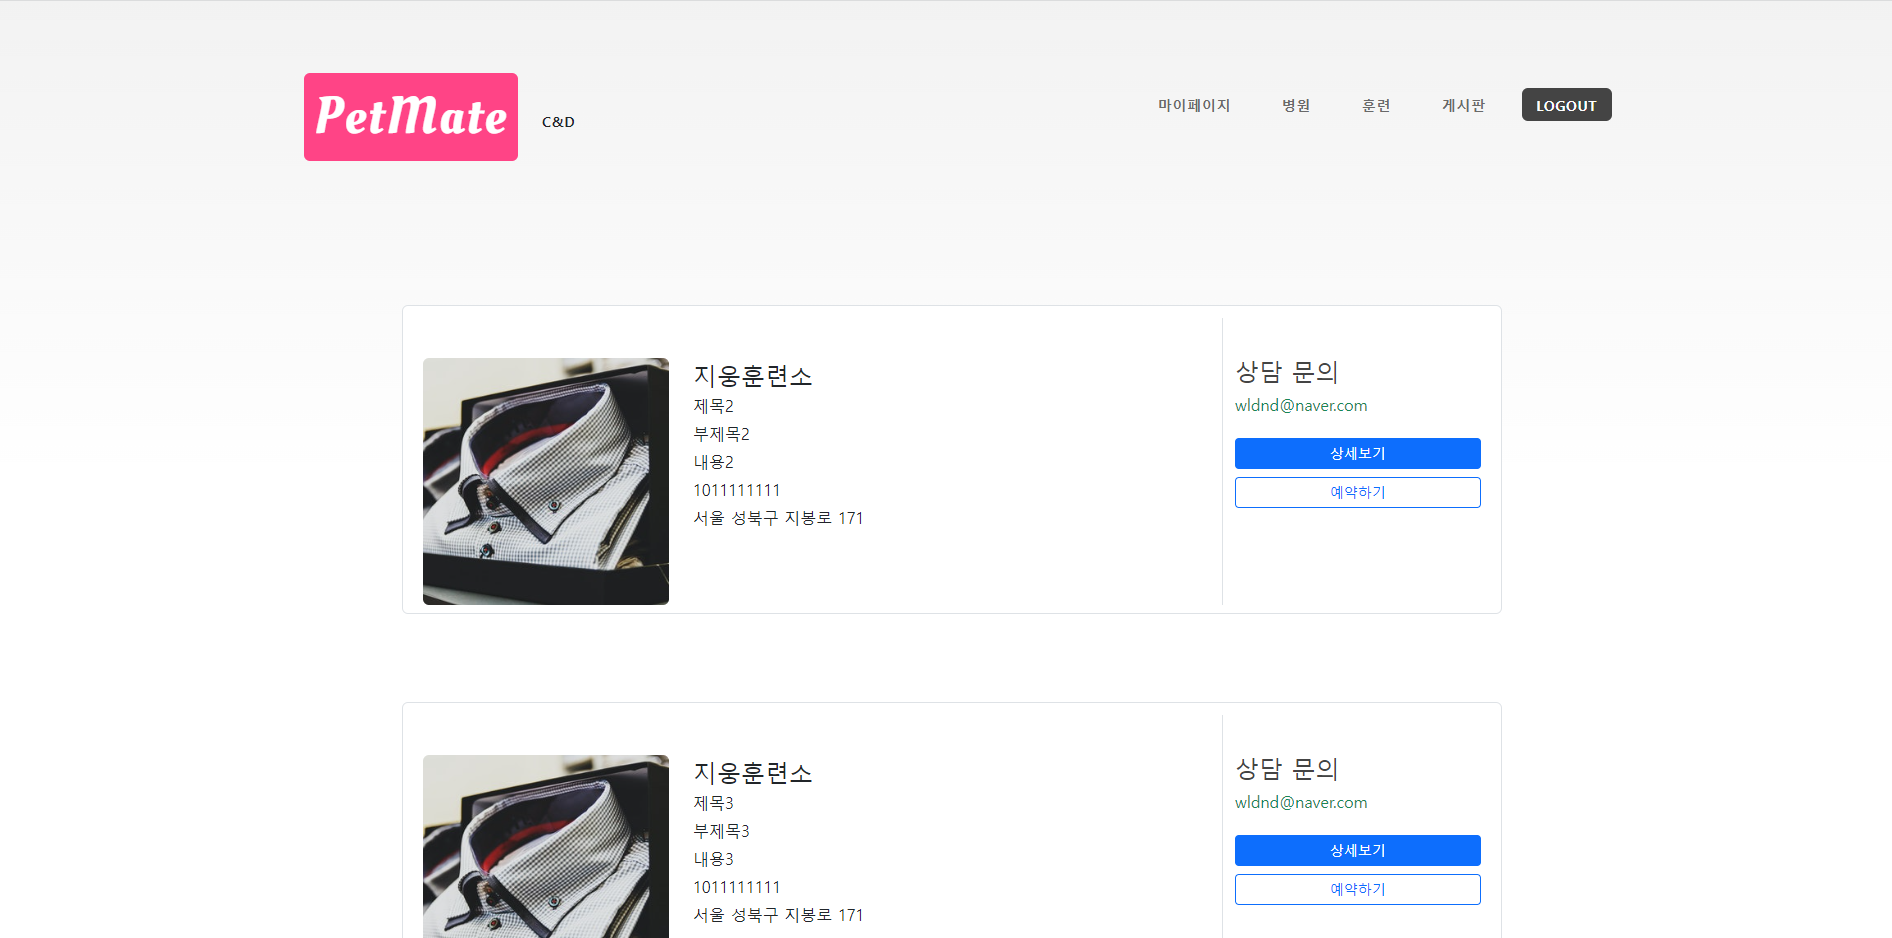 PetMate
C&D
마이페이지
병원
훈련
게시판
LOGOUT
지웅훈련소
제목2
부제목2
내용2
1011111111
서울 성북구 지봉로 171
상담 문의
wldnd@naver.com
상세보기
예약하기
지웅훈련소
제목3
부제목3
내용3
1011111111
서울 성북구 지봉로 171
상담 문의
wldnd@naver.com
상세보기
예약하기